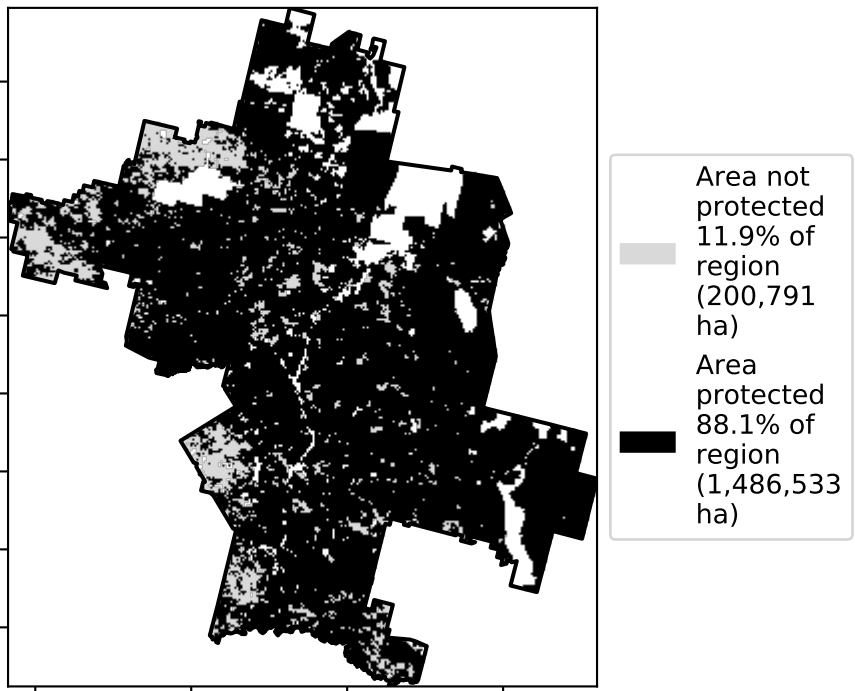 Area not
protected
11.9% of
region
(200,791
ha)
Area
protected
88.1% of
region
(1,486,533
ha)